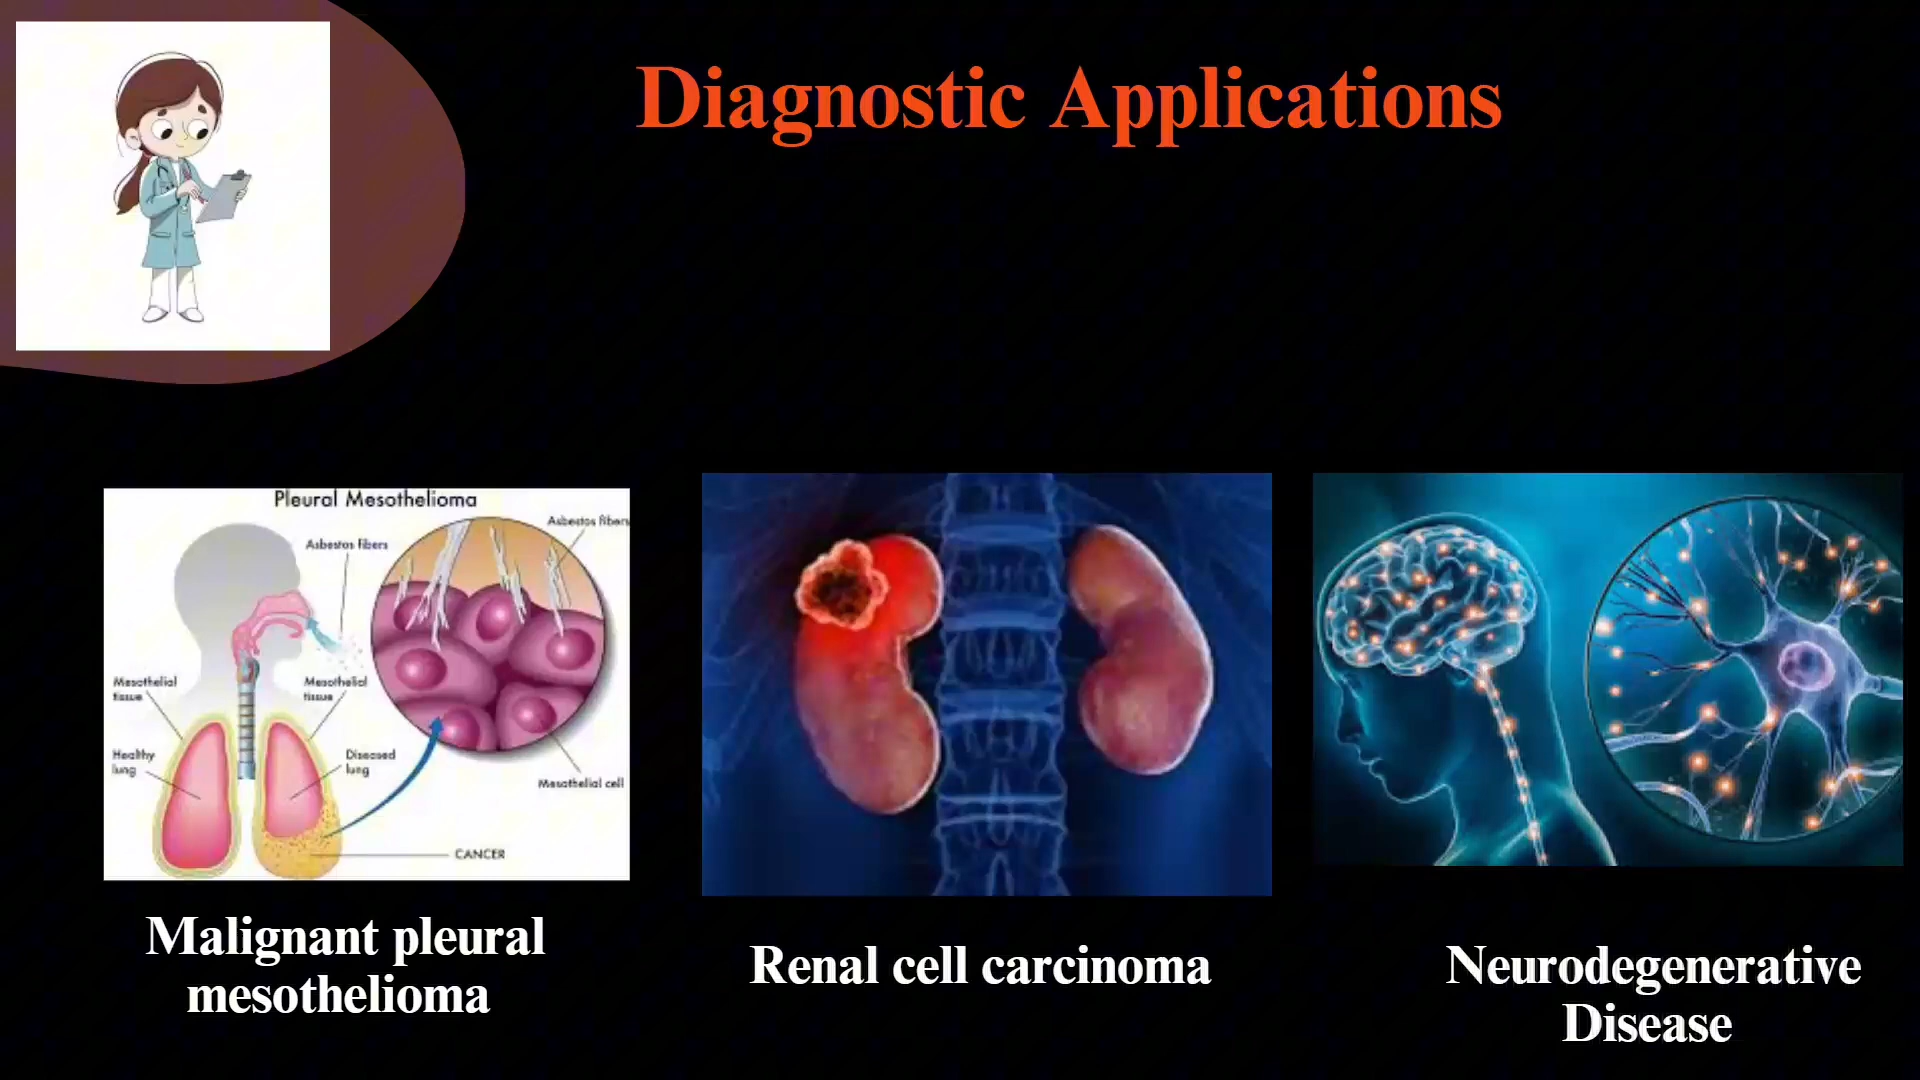 Diagnostic Applications
Pleural Mesothelioma
Asbestos fibers
Asbestos fibers
Mesothelial
tissue
Mesothelial
tissue
Healthy
lung
Diseased
lung
Mesothelial cell
CANCER
Malignant pleural
mesothelioma
Renal cell carcinoma
Neurodegenerative
Disease